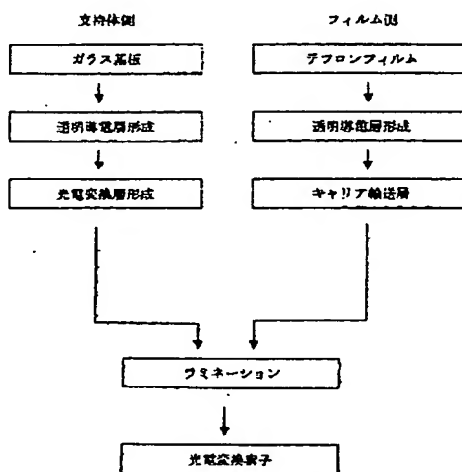 支持体側
フィルム側
ガラス基板
テフロンフィルム
透明導電層形成
透明導電層形成
光電変換層形成
キャリア輸送層
ラミネーション
光電変換素子